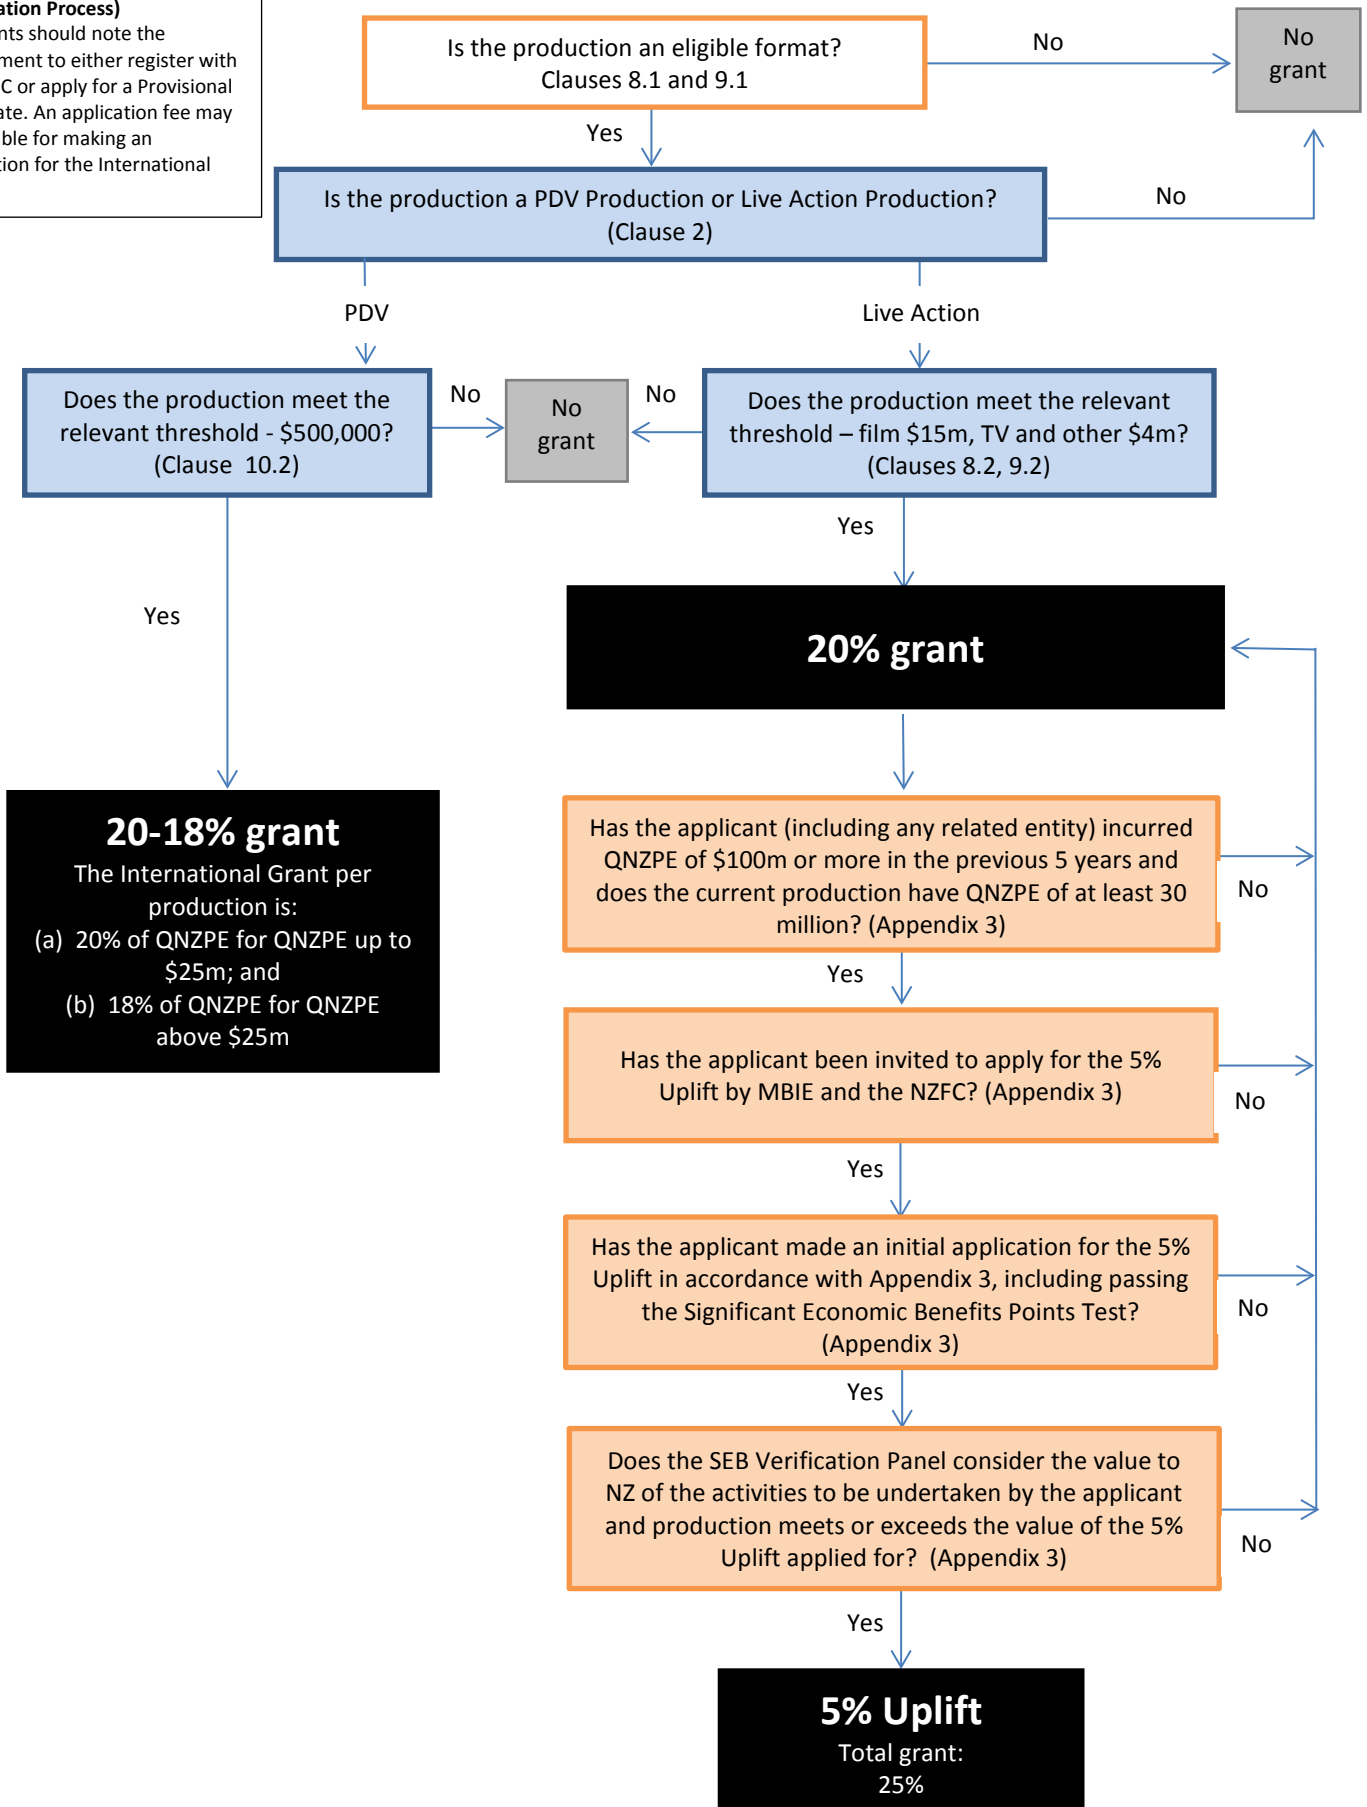 ation Process)
nts should note the
ment to either register with
C or apply for a Provisional
ate. An application fee may
ble for making an
tion for the International
Is the production an eligible format?
Clauses 8.1 and 9.1
No
No
grant
Yes
Is the production a PDV Production or Live Action Production?
(Clause 2)
No
PDV
Live Action
Does the production meet the
relevant threshold - $500,000?
(Clause 10.2)
No
No
grant
No
Does the production meet the relevant
threshold – film $15m, TV and other $4m?
(Clauses 8.2, 9.2)
Yes
Yes
20% grant
20-18% grant
The International Grant per
production is:
(a) 20% of QNZPE for QNZPE up to
$25m; and
(b) 18% of QNZPE for QNZPE
above $25m
Has the applicant (including any related entity) incurred
QNZPE of $100m or more in the previous 5 years and
does the current production have QNZPE of at least 30
million? (Appendix 3)
No
Yes
Has the applicant been invited to apply for the 5%
Uplift by MBIE and the NZFC? (Appendix 3)
No
Yes
Has the applicant made an initial application for the 5%
Uplift in accordance with Appendix 3, including passing
the Significant Economic Benefits Points Test?
(Appendix 3)
No
Yes
Does the SEB Verification Panel consider the value to
NZ of the activities to be undertaken by the applicant
and production meets or exceeds the value of the 5%
Uplift applied for? (Appendix 3)
No
Yes
5% Uplift
Total grant:
25%